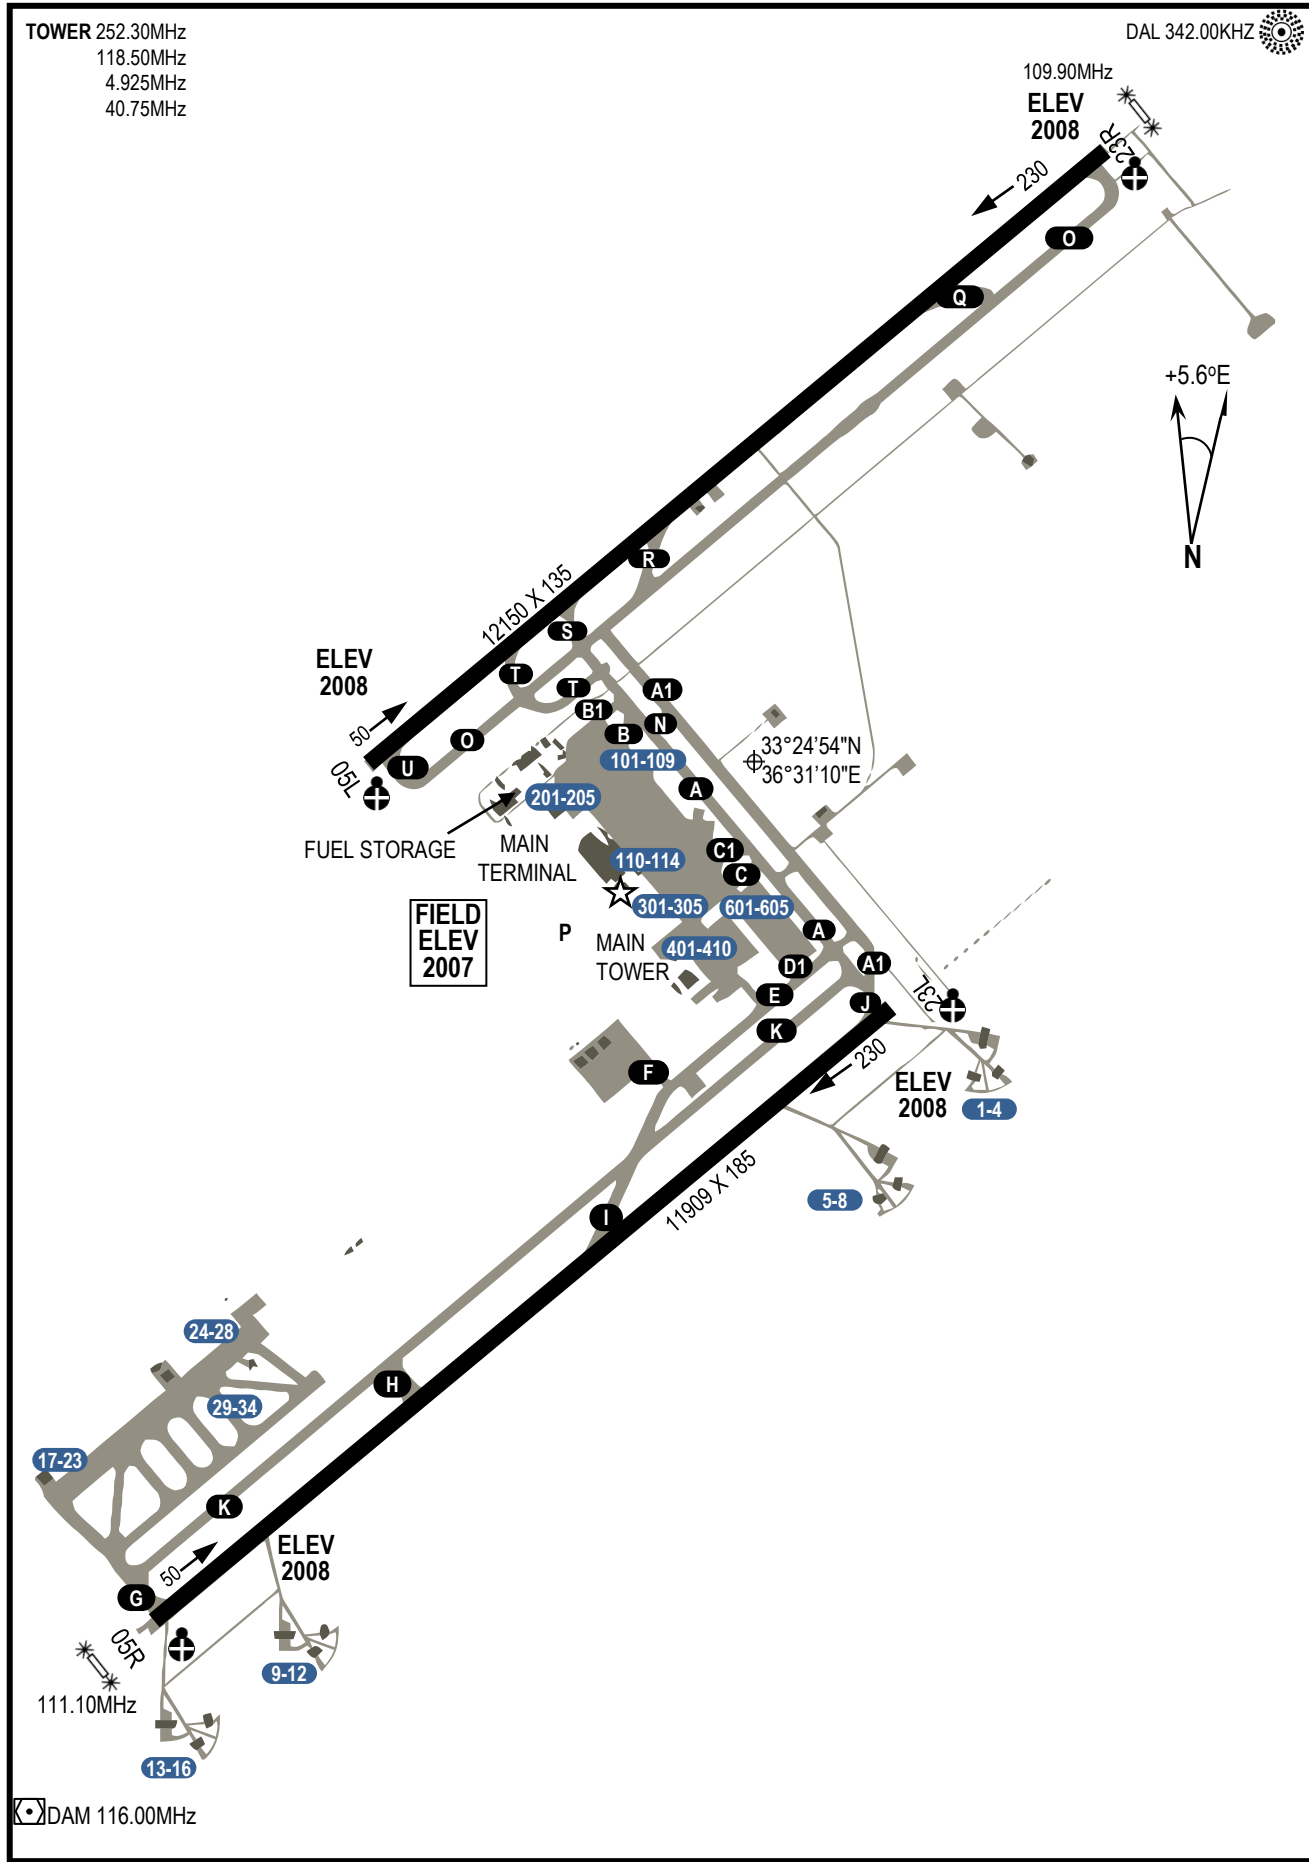 TOWER 252.30MHz
118.50MHz
4.925MHz
40.75MHz
DAL 342.00KHZ
109.90MHz
ELEV
2008
23R
230
O
Q
+5.6ºE
N
R
12150 X 135
S
ELEV
2008
T
T
A1
B1
N
B
50
O
101-109
33°24'54"N
36°31'10"E
U
05L
A
201-205
FUEL STORAGE
MAIN
TERMINAL
C1
110-114
C
301-305
601-605
FIELD
ELEV
2007
P
MAIN
TOWER
401-410
A
D1
A1
E
J
23L
K
230
F
ELEV
2008
1-4
11909 X 185
5-8
I
24-28
H
29-34
17-23
K
ELEV
2008
50
G
05R
9-12
111.10MHz
13-16
DAM 116.00MHz